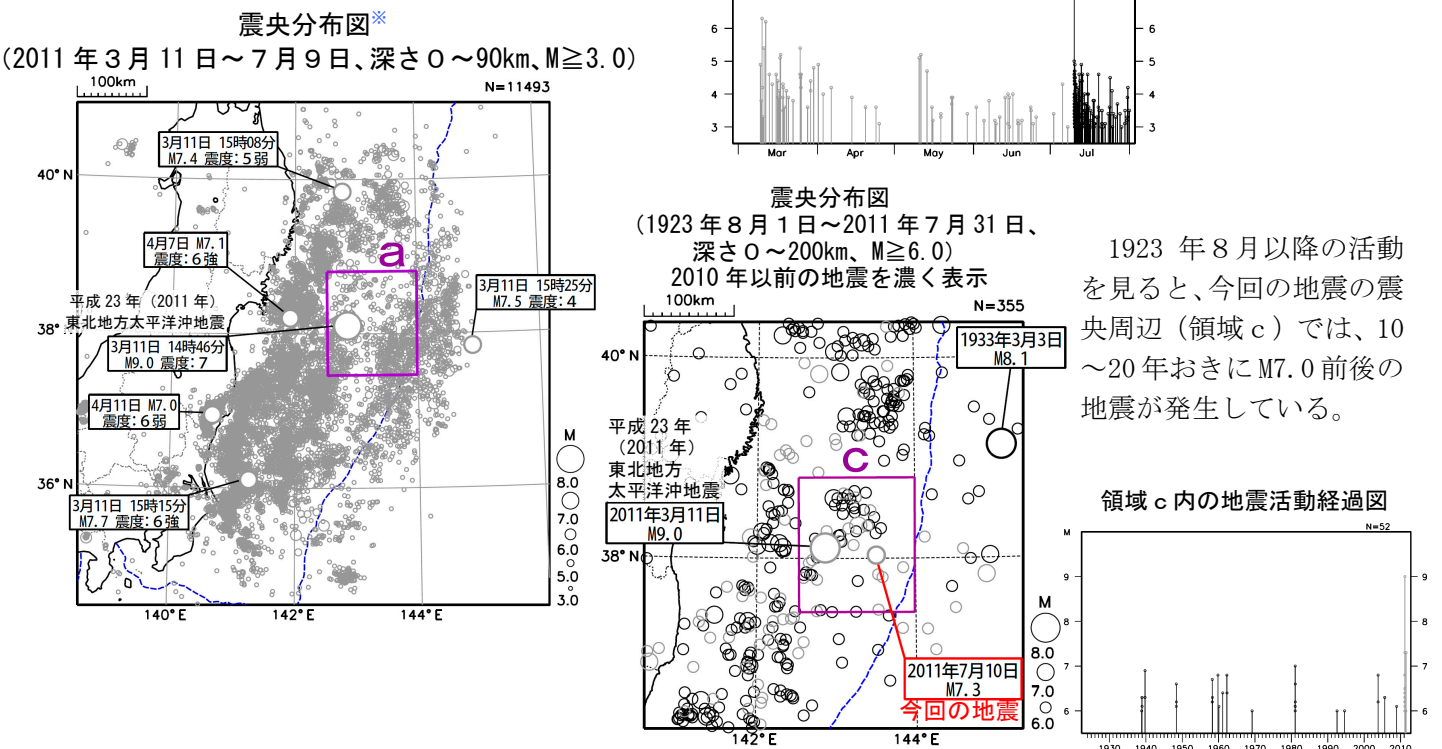 震央分布図※
(2011年3月11日~7月9日、深さ0~90km、M≧3.0)
100km
N=11493
3月11日 15時08分
M7.4 震度:5弱
40°N
4月7日 M7.1
震度:6強
a
3月11日 15時25分
M7.5 震度:4
平成23年(2011年)
東北地方太平洋沖地震
38°
3月11日 14時46分
M9.0 震度:7
4月11日 M7.0
震度:6弱
36°N
3月11日 15時15分
M7.7 震度:6強
M
8.0
7.0
6.0
5.0
3.0
140°E 142°E 144°E
6 6
5 5
4 4
3 3
Mar Apr May Jun Jul
震央分布図
(1923年8月1日~2011年7月31日、
深さ0~200km、M≧6.0)
2010年以前の地震を濃く表示
100km
N=355
40°N
1933年3月3日
M8.1
平成23年
(2011年)
東北地方
太平洋沖地震
c
2011年3月11日
M9.0
38°N
2011年7月10日
M7.3
今回の地震
M
8.0
7.0
6.0
142°E 144°E
1923年8月以降の活動
を見ると、今回の地震の震
央周辺(領域c)では、10
~20年おきにM7.0前後の
地震が発生している。
領域c内の地震活動経過図
N=52
M
9 9
8 8
7 7
6 6
1930 1940 1950 1960 1970 1980 1990 2000 2010